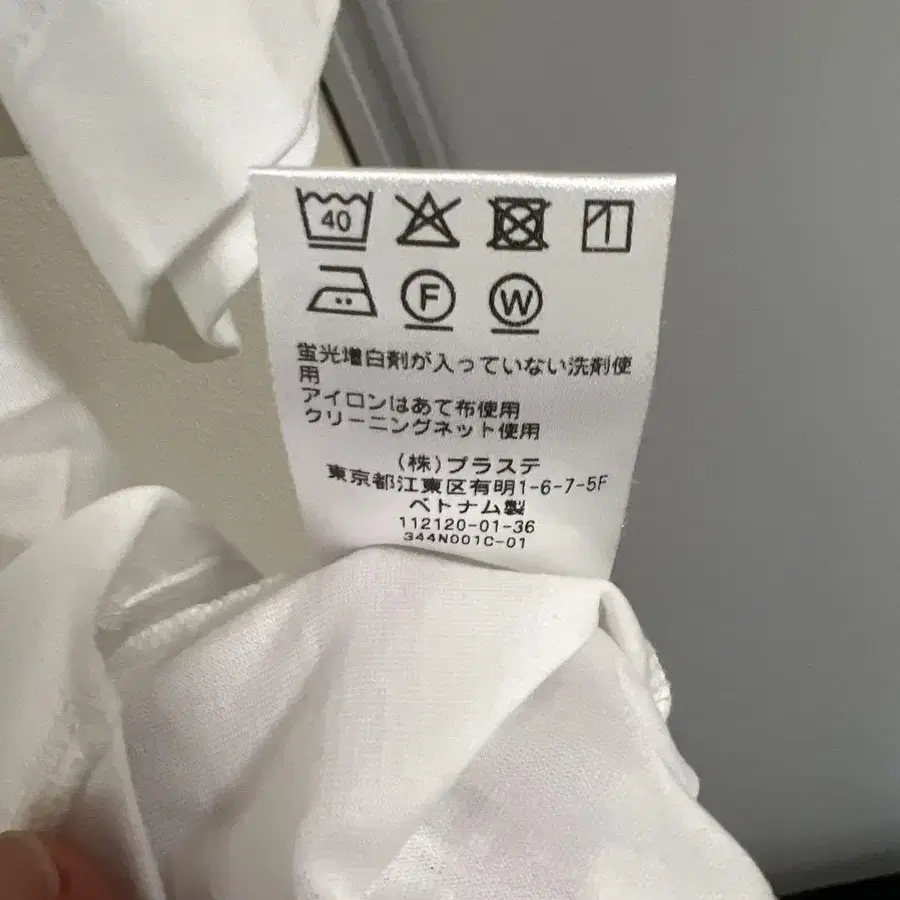 40
F W
蛍光増白剤が入っていない洗剤使
用
アイロンはあて布使用
クリーニングネット使用
(株)プラステ
東京都江東区有明1-6-7-5F
ベトナム製
112120-01-36
344N001C-01